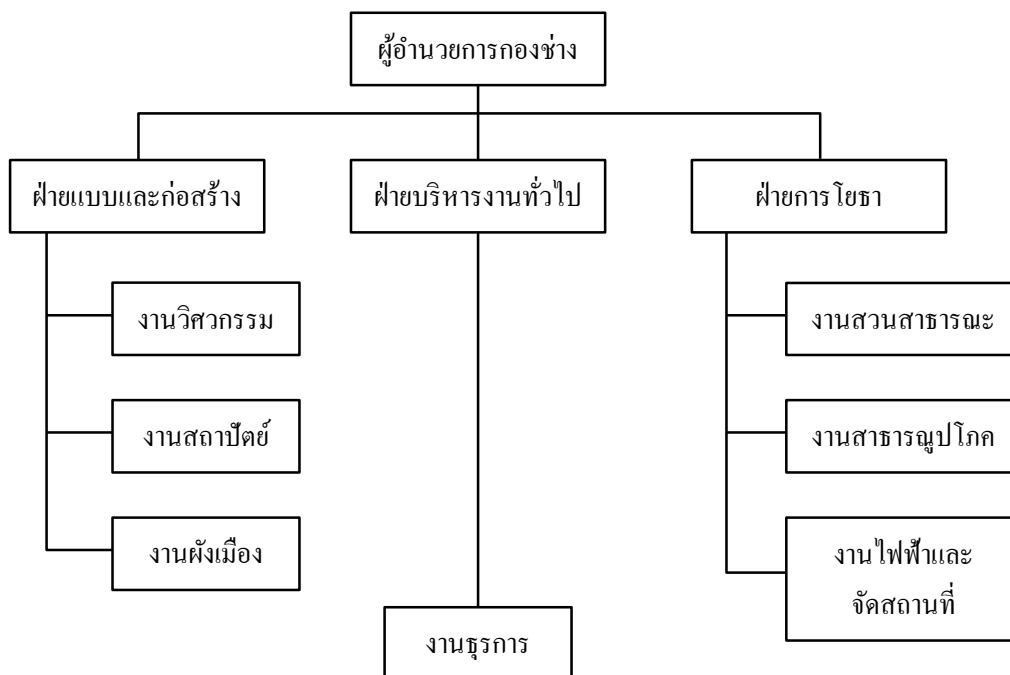 ผู้อำนวยการกองช่าง
ฝ่ายแบบและก่อสร้าง
ฝ่ายบริหารงานทั่วไป
ฝ่ายการโยธา
งานวิศวกรรม
งานสวนสาธารณะ
งานสถาปัตย์
งานสาธารณูปโภค
งานผังเมือง
งานไฟฟ้าและ
จัดสถานที่
งานธุรการ